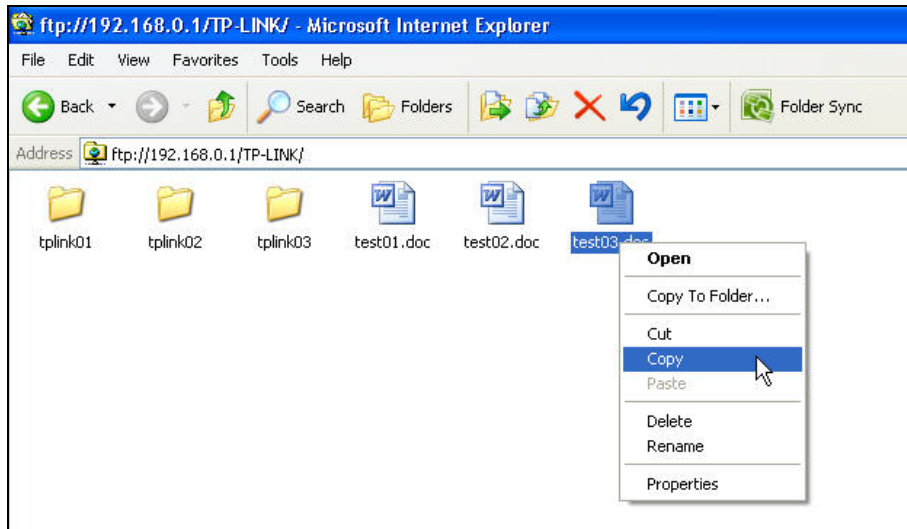 ftp://192.168.0.1/TP-LINK/ - Microsoft Internet Explorer
File Edit View Favorites Tools Help
Back Search Folders Folder Sync
Address ftp://192.168.0.1/TP-LINK/
tplink01 tplink02 tplink03 test01.doc test02.doc test03.doc
Open
Copy To Folder...
Cut
Copy
Paste
Delete
Rename
Properties